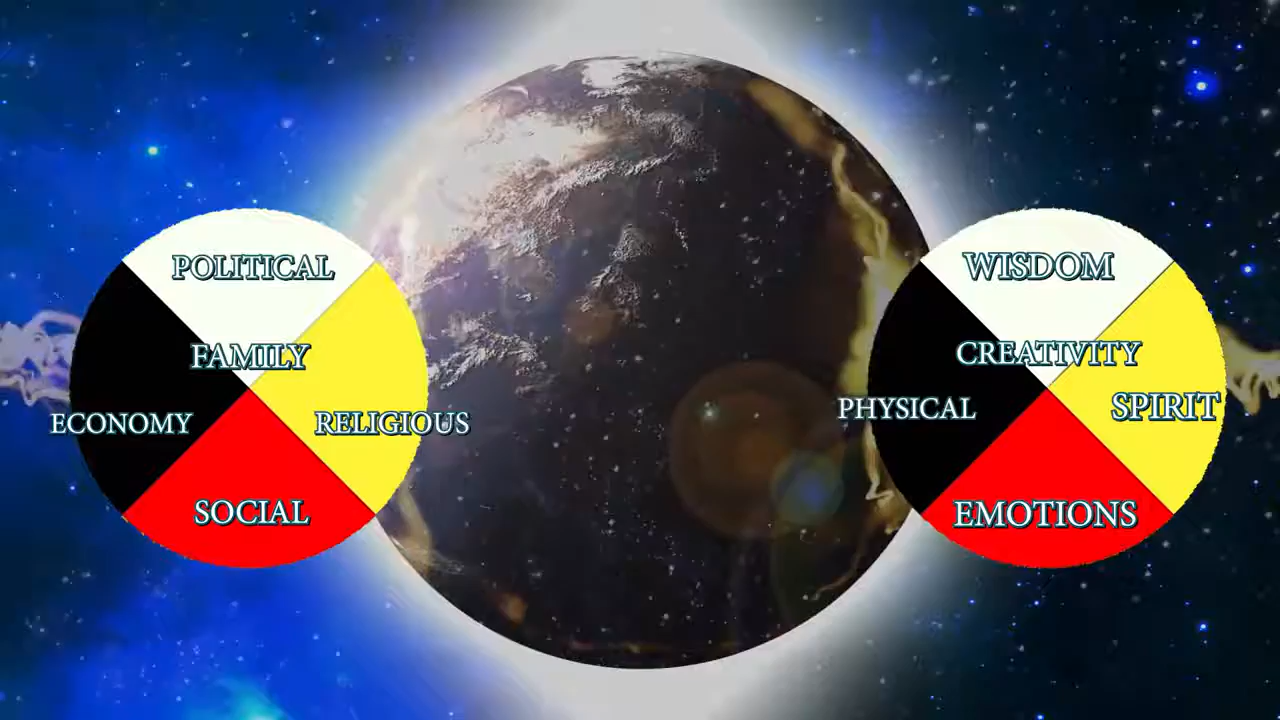 POLITICAL
FAMILY
ECONOMY
RELIGIOUS
SOCIAL
WISDOM
CREATIVITY
PHYSICAL
SPIRIT
EMOTIONS